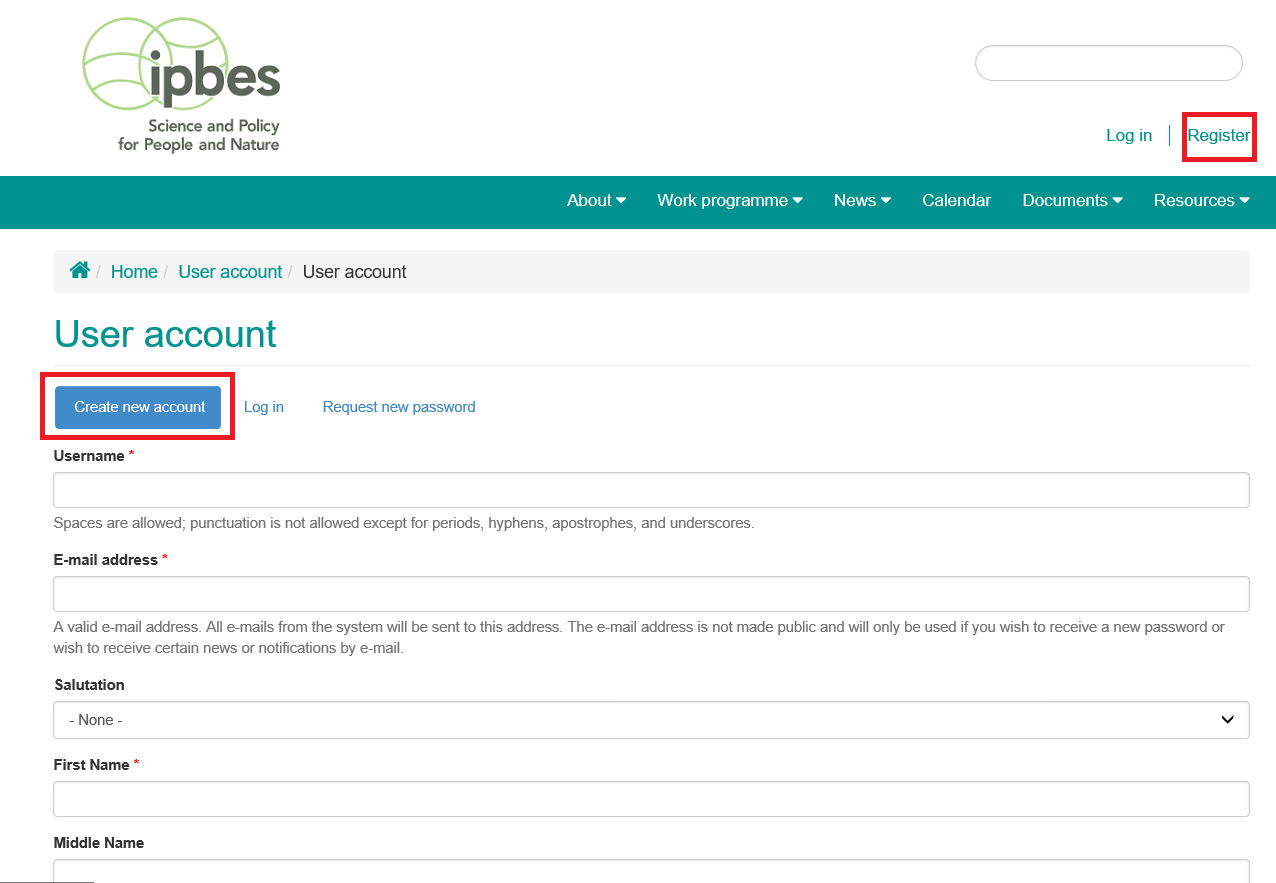 ipbes
Science and Policy
for People and Nature
Log in
Register
About
Work programme
News
Calendar
Documents
Resources
/ Home / User account / User account
User account
Create new account
Log in
Request new password
Username *
Spaces are allowed; punctuation is not allowed except for periods, hyphens, apostrophes, and underscores.
E-mail address *
A valid e-mail address. All e-mails from the system will be sent to this address. The e-mail address is not made public and will only be used if you wish to receive a new password or
wish to receive certain news or notifications by e-mail.
Salutation
- None -
First Name *
Middle Name